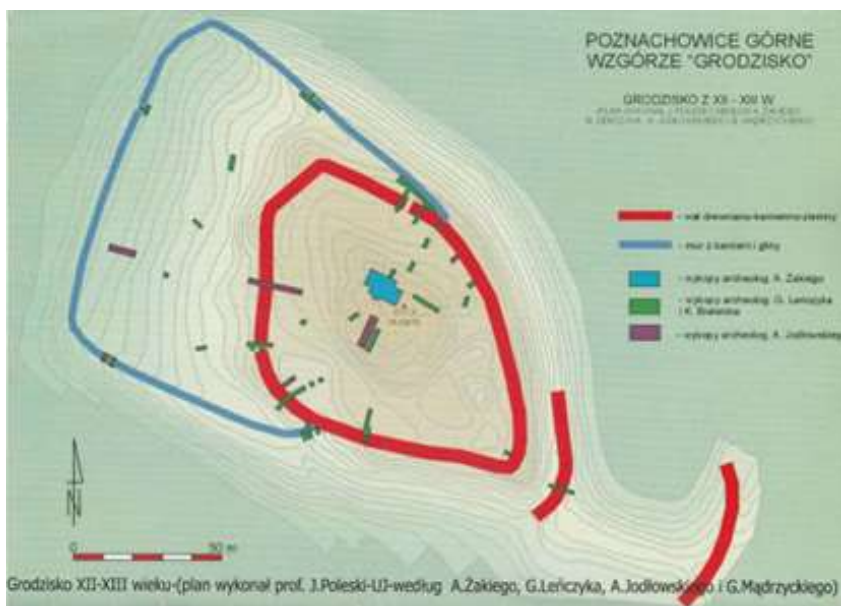 POZNACHOWICE GÓRNE
WZGÓRZE "GRODZISKO"
GRODZISKO Z XII - XIII W
- wał drewniano-kamienno-ziemny
- mur z kamieni i gliny
- wykopy archeolog. A. Żakiego
- wykopy archeolog. G. Leńczyka
i K. Bielenina
- wykopy archeolog. A. Jodłowskiego
N
0 50 m
Grodzisko XII-XIII wieku-(plan wykonał prof. J.Poleski-UJ-według A.Żakiego, G.Leńczyka, A.Jodłowskiego i G.Mądrzyckiego)